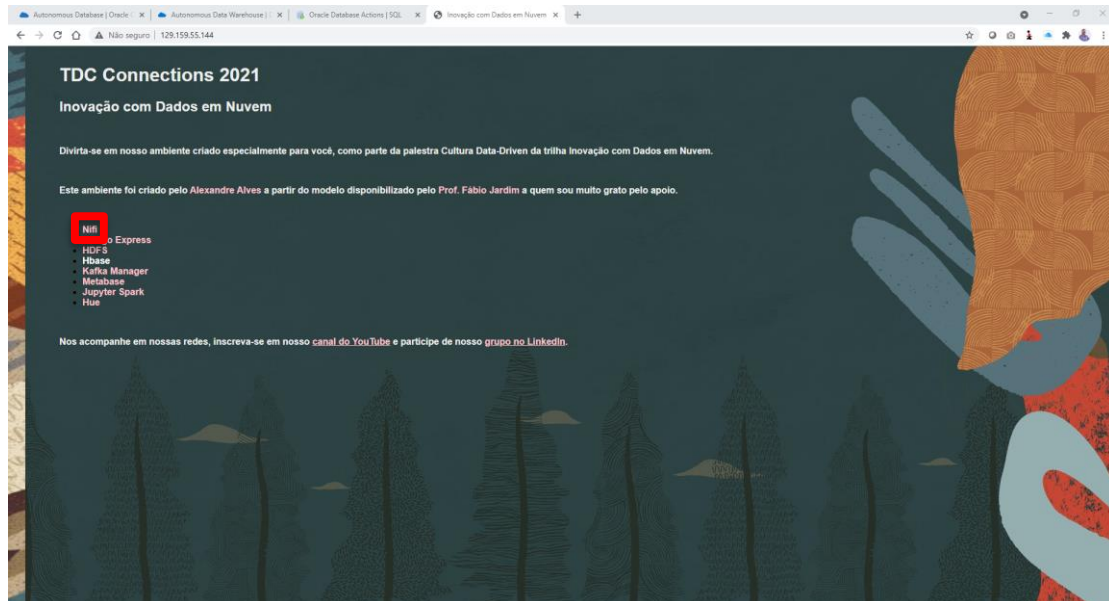 Autonomous Database | Oracle C
Autonomous Data Warehouse |
Oracle Database Actions | SQL
Inovação com Dados em Nuvem
Não seguro | 129.159.55.144
TDC Connections 2021
Inovação com Dados em Nuvem
Divirta-se em nosso ambiente criado especialmente para você, como parte da palestra Cultura Data-Driven da trilha Inovação com Dados em Nuvem.
Este ambiente foi criado pelo Alexandre Alves a partir do modelo disponibilizado pelo Prof. Fábio Jardim a quem sou muito grato pelo apoio.
Nifi
Express
HDFS
Hbase
Kafka Manager
Metabase
Jupyter Spark
Hue
Nos acompanhe em nossas redes, inscreva-se em nosso canal do YouTube e participe de nosso grupo no LinkedIn.